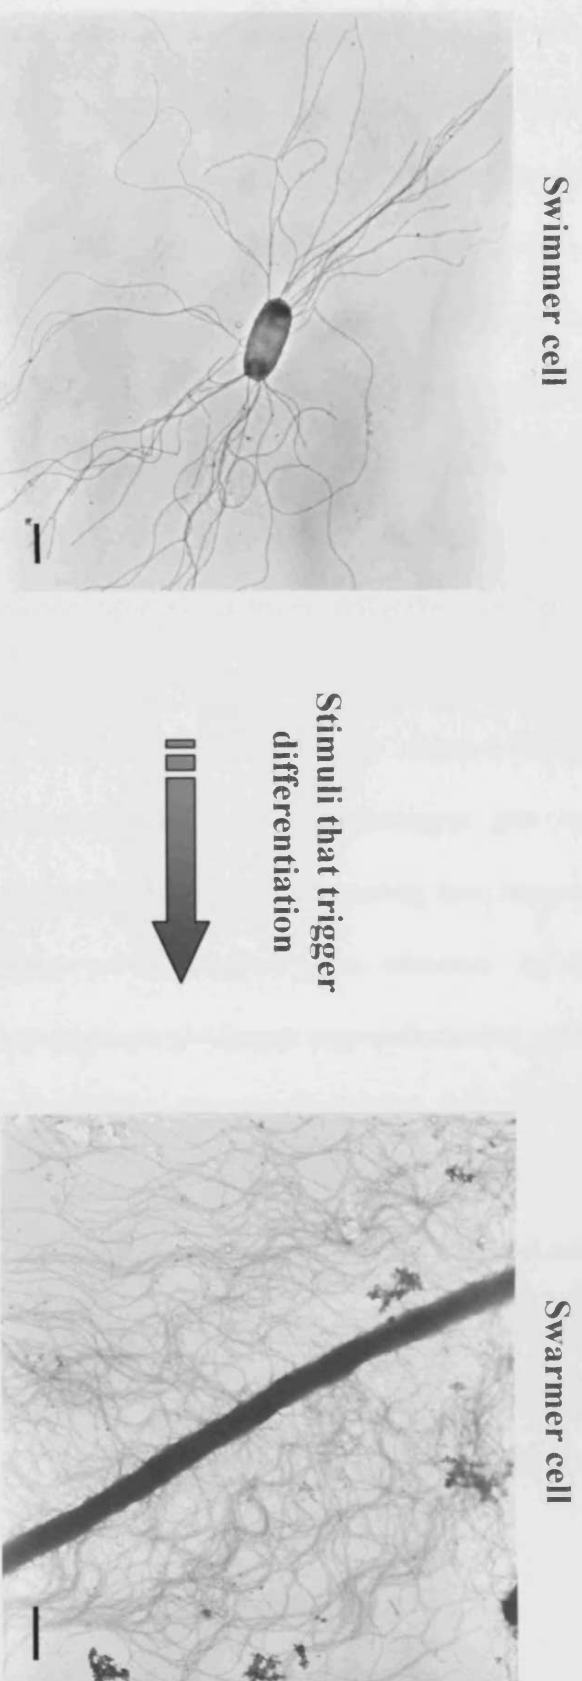 Swimmer cell
Stimuli that trigger
differentiation
Swarmer cell